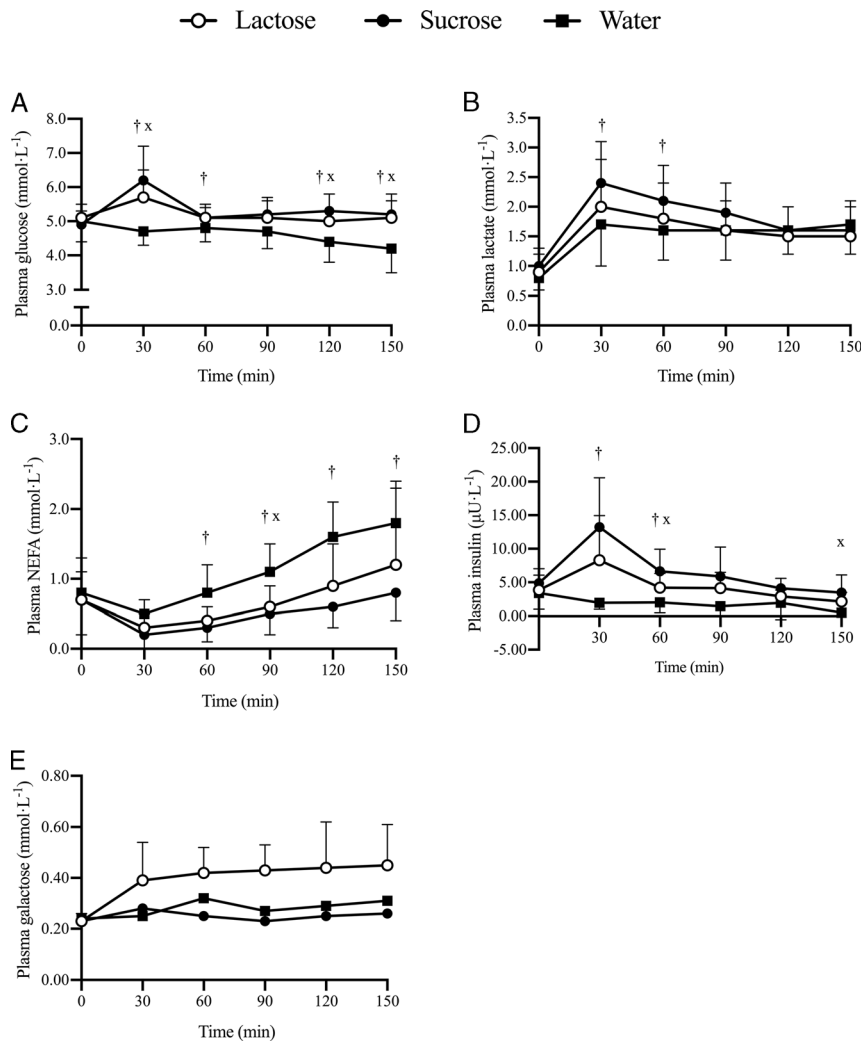 Lactose Sucrose Water
A
Plasma glucose (mmol·L-1)
8.0
7.0
6.0
5.0
4.0
3.0
0.0
† x
†
† x
† x
0 30 60 90 120 150
Time (min)
B
Plasma lactate (mmol·L-1)
3.5
3.0
2.5
2.0
1.5
1.0
0.5
0.0
†
†
0 30 60 90 120 150
Time (min)
C
Plasma NEFA (mmol·L-1)
3.0
2.0
1.0
0.0
†
† x
†
†
0 30 60 90 120 150
Time (min)
D
Plasma insulin (µU·L-1)
25.00
20.00
15.00
10.00
5.00
0.00
-5.00
†
† x
x
30 60 90 120 150
Time (min)
E
Plasma galactose (mmol·L-1)
0.80
0.60
0.40
0.20
0.00
0 30 60 90 120 150
Time (min)